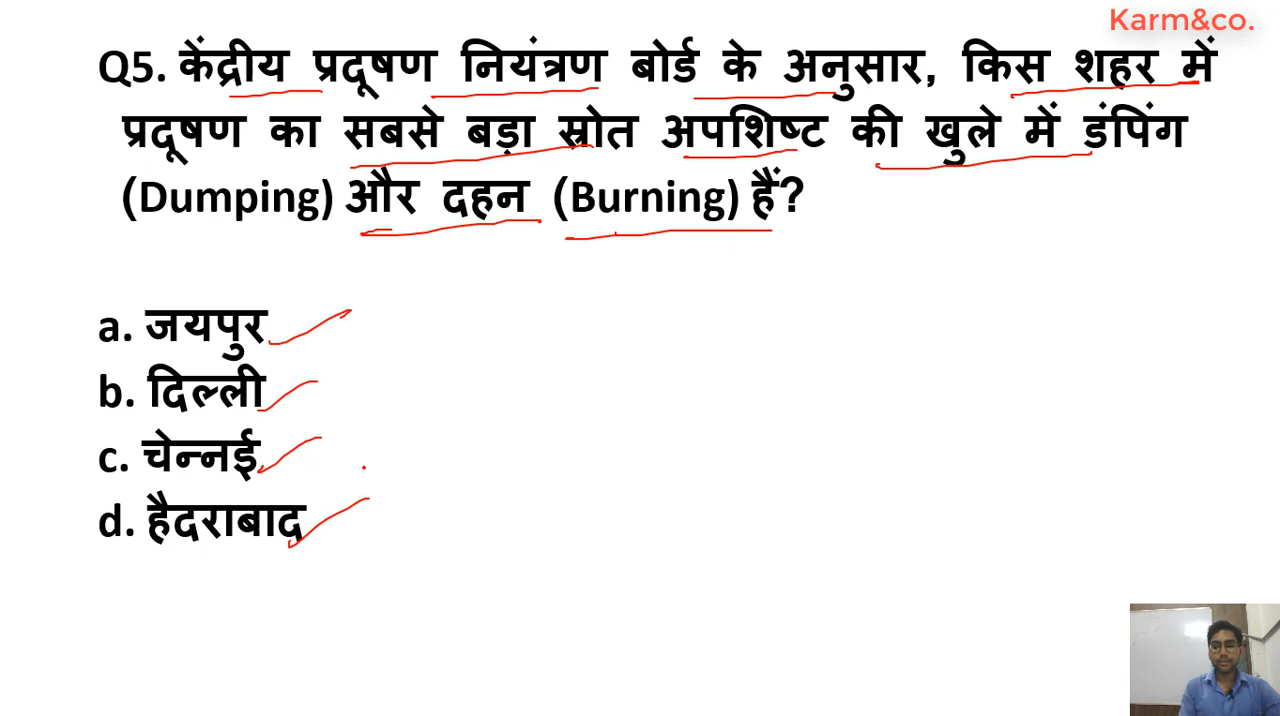 Karm&co.
Q5. केंद्रीय प्रदूषण नियंत्रण बोर्ड के अनुसार, किस शहर में
प्रदूषण का सबसे बड़ा स्रोत अपशिष्ट की खुले में डंपिंग
(Dumping) और दहन (Burning) हैं?
a. जयपुर
b. दिल्ली
c. चेन्नई
d. हैदराबाद